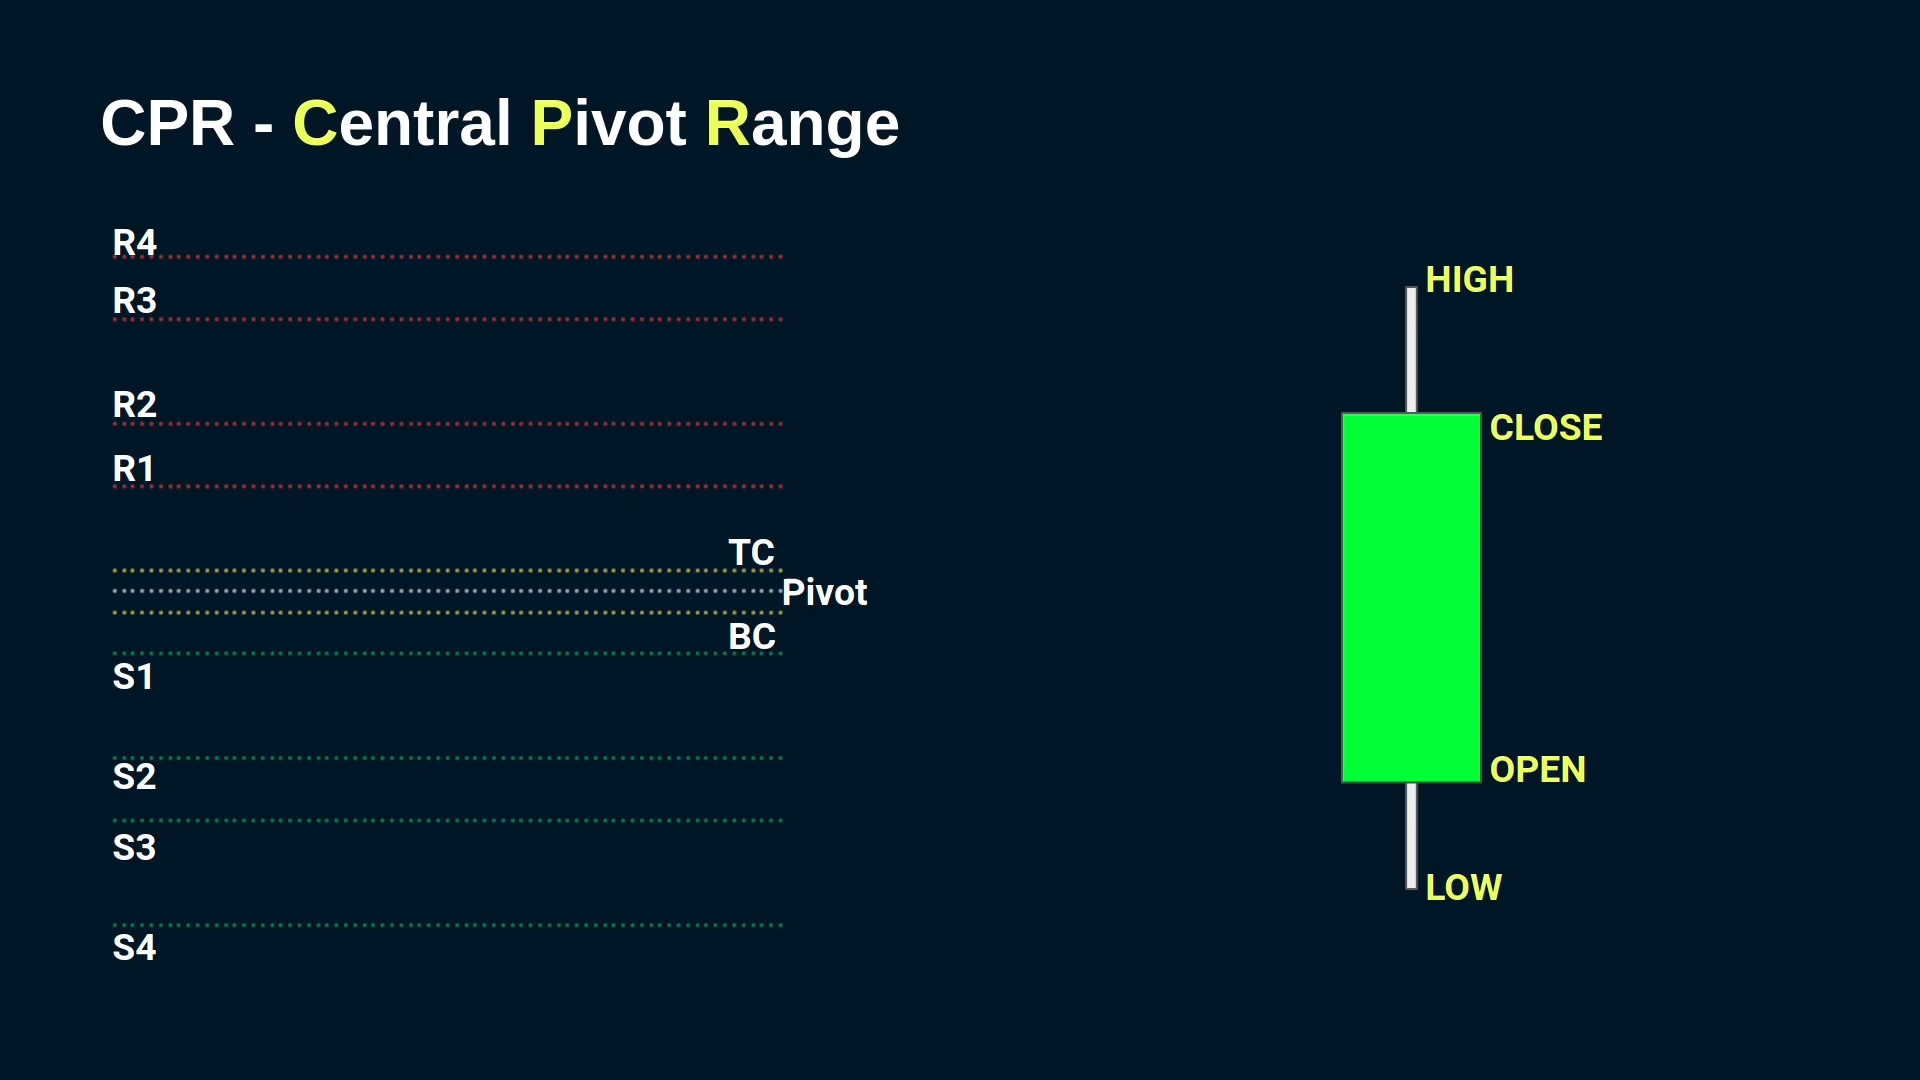 CPR - Central Pivot Range
R4
R3
R2
R1
TC
Pivot
BC
S1
S2
S3
S4
HIGH
CLOSE
OPEN
LOW